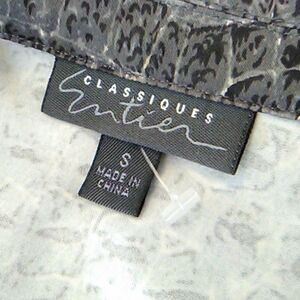 CLASSIQUES
Entier
S
MADE IN
CHINA